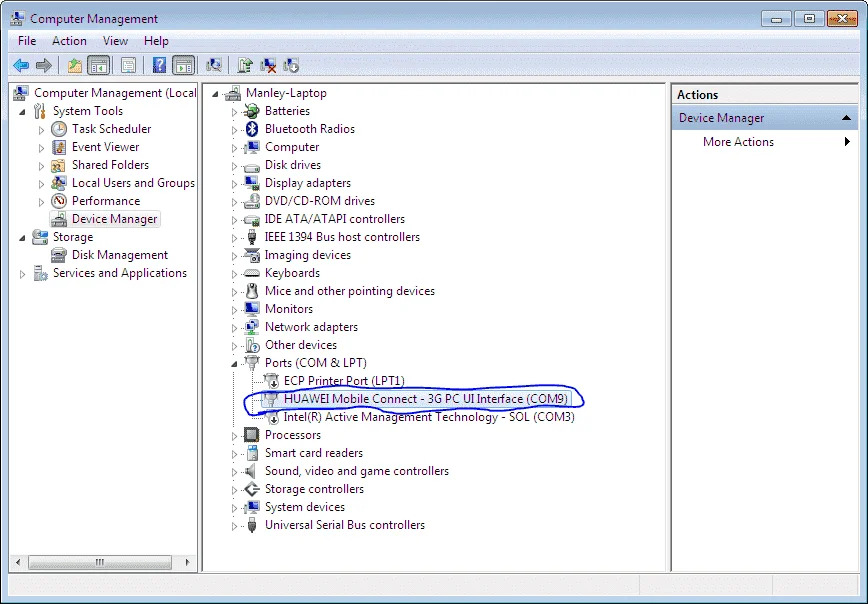 Computer Management
File Action View Help
Computer Management (Local
System Tools
Task Scheduler
Event Viewer
Shared Folders
Local Users and Groups
Performance
Device Manager
Storage
Disk Management
Services and Applications
Manley-Laptop
Batteries
Bluetooth Radios
Computer
Disk drives
Display adapters
DVD/CD-ROM drives
IDE ATA/ATAPI controllers
IEEE 1394 Bus host controllers
Imaging devices
Keyboards
Mice and other pointing devices
Monitors
Network adapters
Other devices
Ports (COM & LPT)
ECP Printer Port (LPT1)
HUAWEI Mobile Connect - 3G PC UI Interface (COM9)
Intel(R) Active Management Technology - SOL (COM3)
Processors
Smart card readers
Sound, video and game controllers
Storage controllers
System devices
Universal Serial Bus controllers
Actions
Device Manager
More Actions